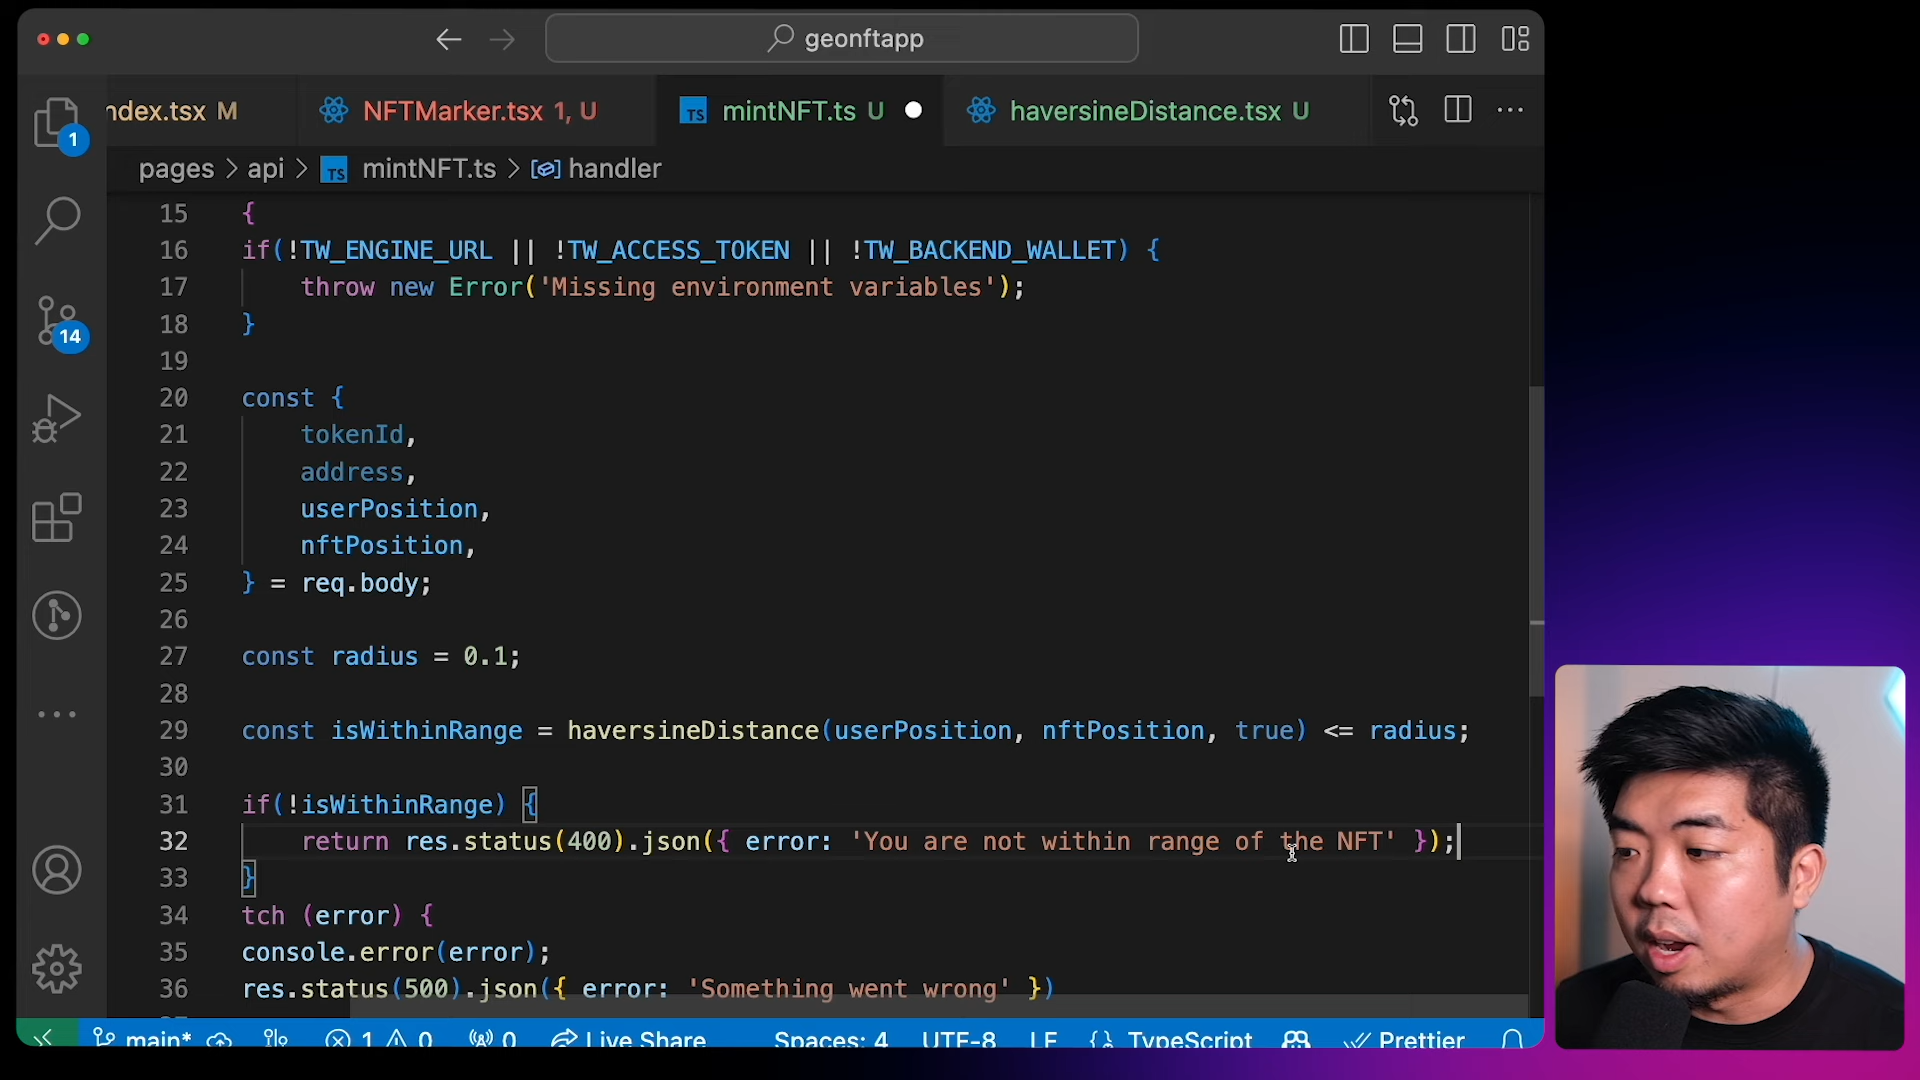 geonftapp
ndex.tsx M
NFTMarker.tsx 1, U
TS mintNFT.ts U
haversineDistance.tsx U
pages > api > TS mintNFT.ts > handler
1
14
15 {
16 if(!TW_ENGINE_URL || !TW_ACCESS_TOKEN || !TW_BACKEND_WALLET) {
17 throw new Error('Missing environment variables');
18 }
19
20 const {
21 tokenId,
22 address,
23 userPosition,
24 nftPosition,
25 } = req.body;
26
27 const radius = 0.1;
28
29 const isWithinRange = haversineDistance(userPosition, nftPosition, true) <= radius;
30
31 if(!isWithinRange) {
32 return res.status(400).json({ error: 'You are not within range of the NFT' });
33 }
34 tch (error) {
35 console.error(error);
36 res.status(500).json({ error: 'Something went wrong' })
main* 1 0 0 Live Share Spaces: 4 UTF-8 LF {} TypeScript Prettier